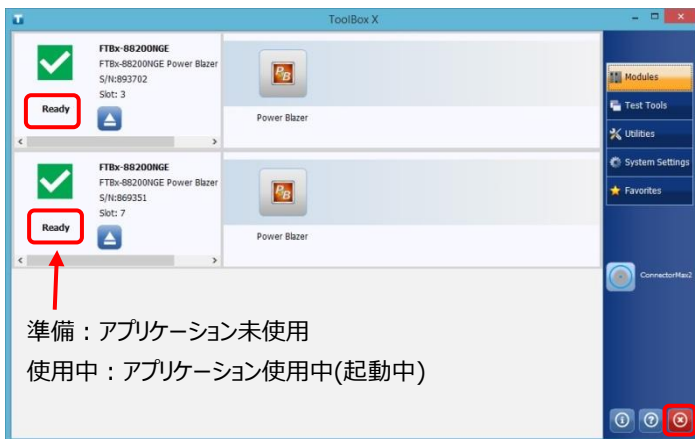 ToolBox X
FTBx-88200NGE
FTBx-88200NGE Power Blazer
S/N:893702
Slot: 3
Ready
Power Blazer
FTBx-88200NGE
FTBx-88200NGE Power Blazer
S/N:869351
Slot: 7
Ready
Power Blazer
準備：アプリケーション未使用
使用中：アプリケーション使用中(起動中)
Modules
Test Tools
Utilities
System Settings
Favorites
ConnectorMax2